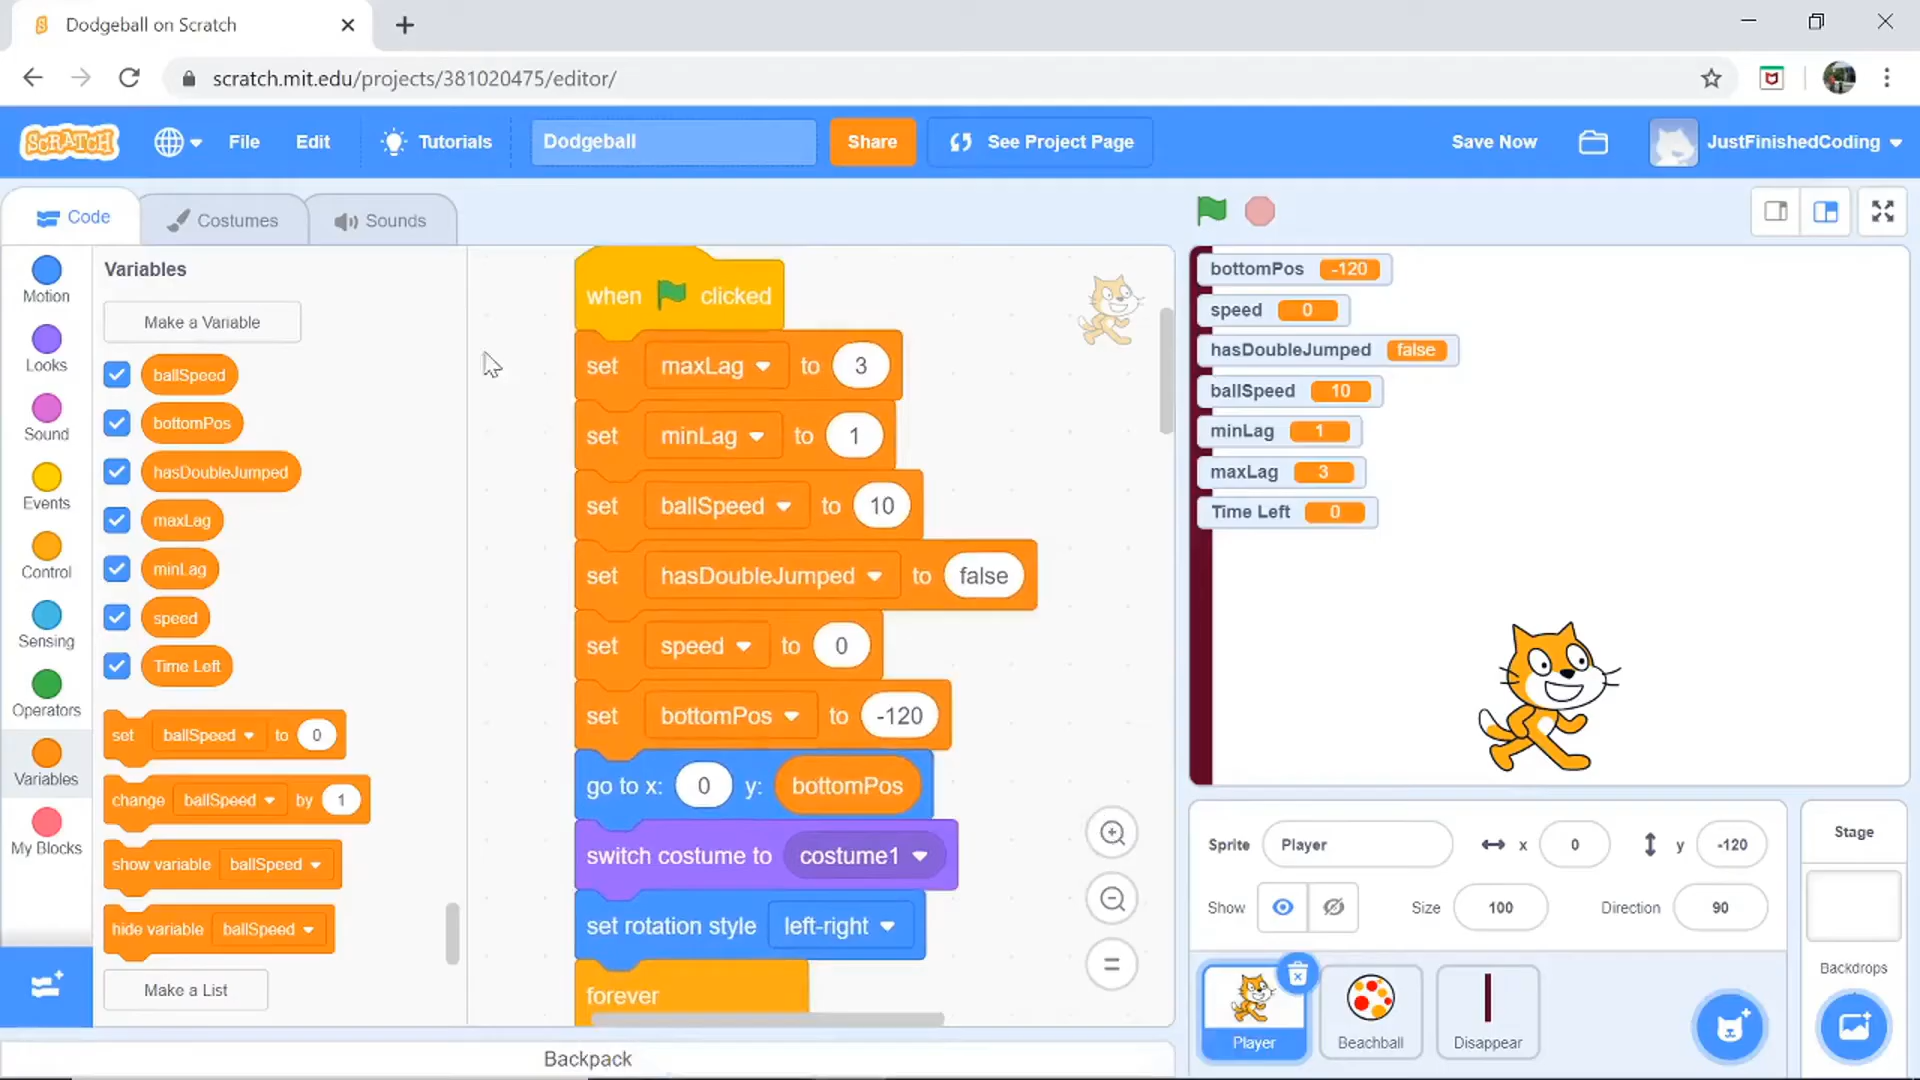 Dodgeball on Scratch
scratch.mit.edu/projects/381020475/editor/
SCRATCH
File
Edit
Tutorials
Dodgeball
Share
See Project Page
Save Now
JustFinishedColding
Code
Costumes
Sounds
Motion
Looks
Sound
Events
Control
Sensing
Operators
Variables
My Blocks
Variables
Make a Variable
ballSpeed
bottomPos
hasDoubleJumped
maxLag
minLag
speed
Time Left
set ballSpeed to 0
change ballSpeed by 1
show variable ballSpeed
hide variable ballSpeed
Make a List
when clicked
set maxLag to 3
set minLag to 1
set ballSpeed to 10
set hasDoubleJumped to false
set speed to 0
set bottomPos to -120
go to x: 0 y: bottomPos
switch costume to costume1
set rotation style left-right
forever
Backpack
bottomPos -120
speed 0
hasDoubleJumped false
ballSpeed 10
minLag 1
maxLag 3
Time Left 0
Sprite Player x 0 y -120
Show Size 100 Direction 90
Player
Beachball
Disappear
Stage
Backdrops